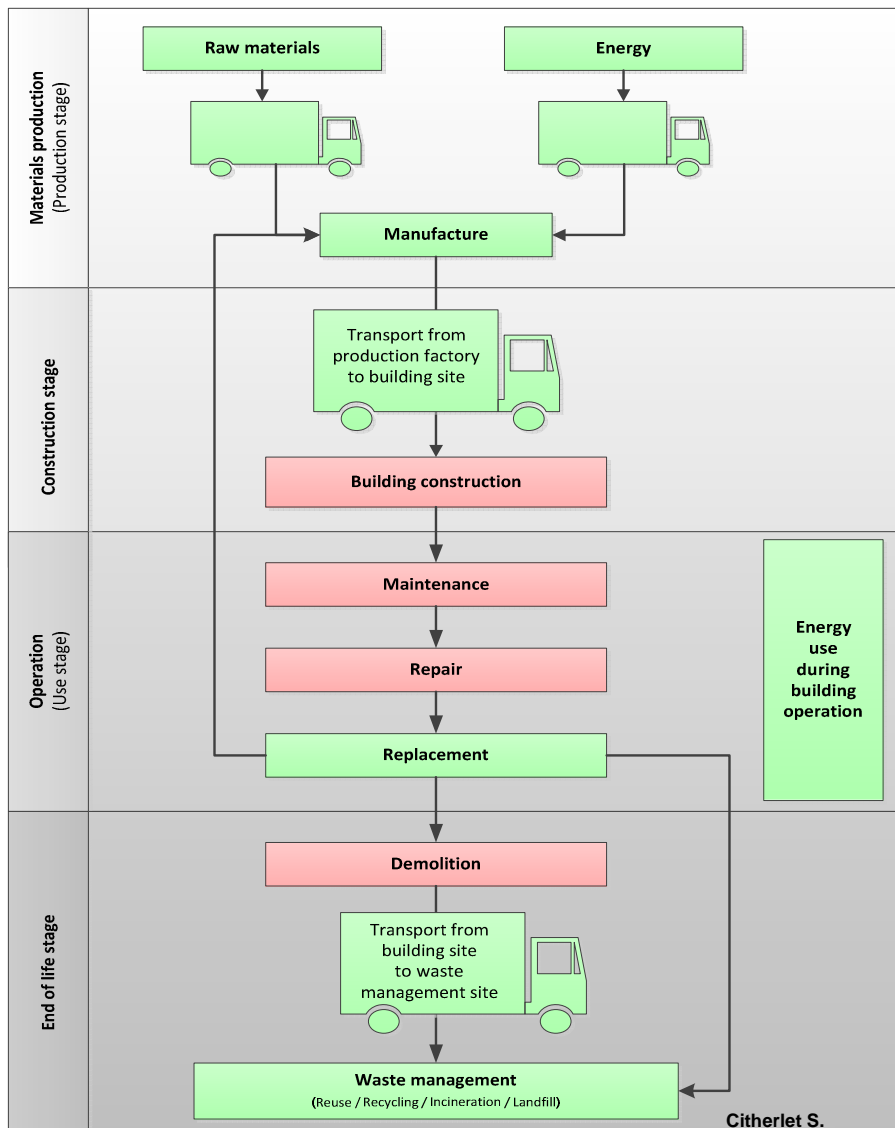 Materials production
(Production stage)
Raw materials
Energy
Manufacture
Construction stage
Transport from
production factory
to building site
Building construction
Operation
(Use stage)
Maintenance
Repair
Replacement
Energy
use
during
building
operation
End of life stage
Demolition
Transport from
building site
to waste
management site
Waste management
(Reuse / Recycling / Incineration / Landfill)
Citherlet S.